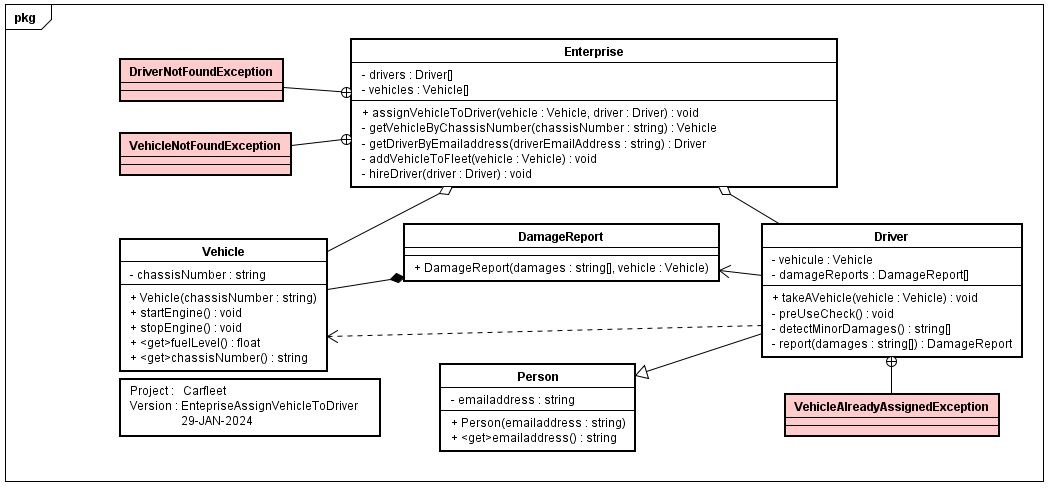 pkg
Enterprise
- drivers : Driver[]
- vehicles : Vehicle[]
+ assignVehicleToDriver(vehicle : Vehicle, driver : Driver) : void
- getVehicleByChassisNumber(chassisNumber : string) : Vehicle
- getDriverByEmailaddress(driverEmailAddress : string) : Driver
- addVehicleToFleet(vehicle : Vehicle) : void
- hireDriver(driver : Driver) : void
DriverNotFoundException
VehicleNotFoundException
Vehicle
- chassisNumber : string
+ Vehicle(chassisNumber : string)
+ startEngine() : void
+ stopEngine() : void
+ <get>fuelLevel() : float
+ <get>chassisNumber() : string
DamageReport
+ DamageReport(damages : string[], vehicle : Vehicle)
Driver
- vehicule : Vehicle
- damageReports : DamageReport[]
+ takeAVehicle(vehicle : Vehicle) : void
- preUseCheck() : void
- detectMinorDamages() : string[]
- report(damages : string[]) : DamageReport
Project : Carfleet
Version : EntepriseAssignVehicleToDriver
29-JAN-2024
Person
- emailaddress : string
+ Person(emailaddress : string)
+ <get>emailaddress() : string
VehicleAlreadyAssignedException